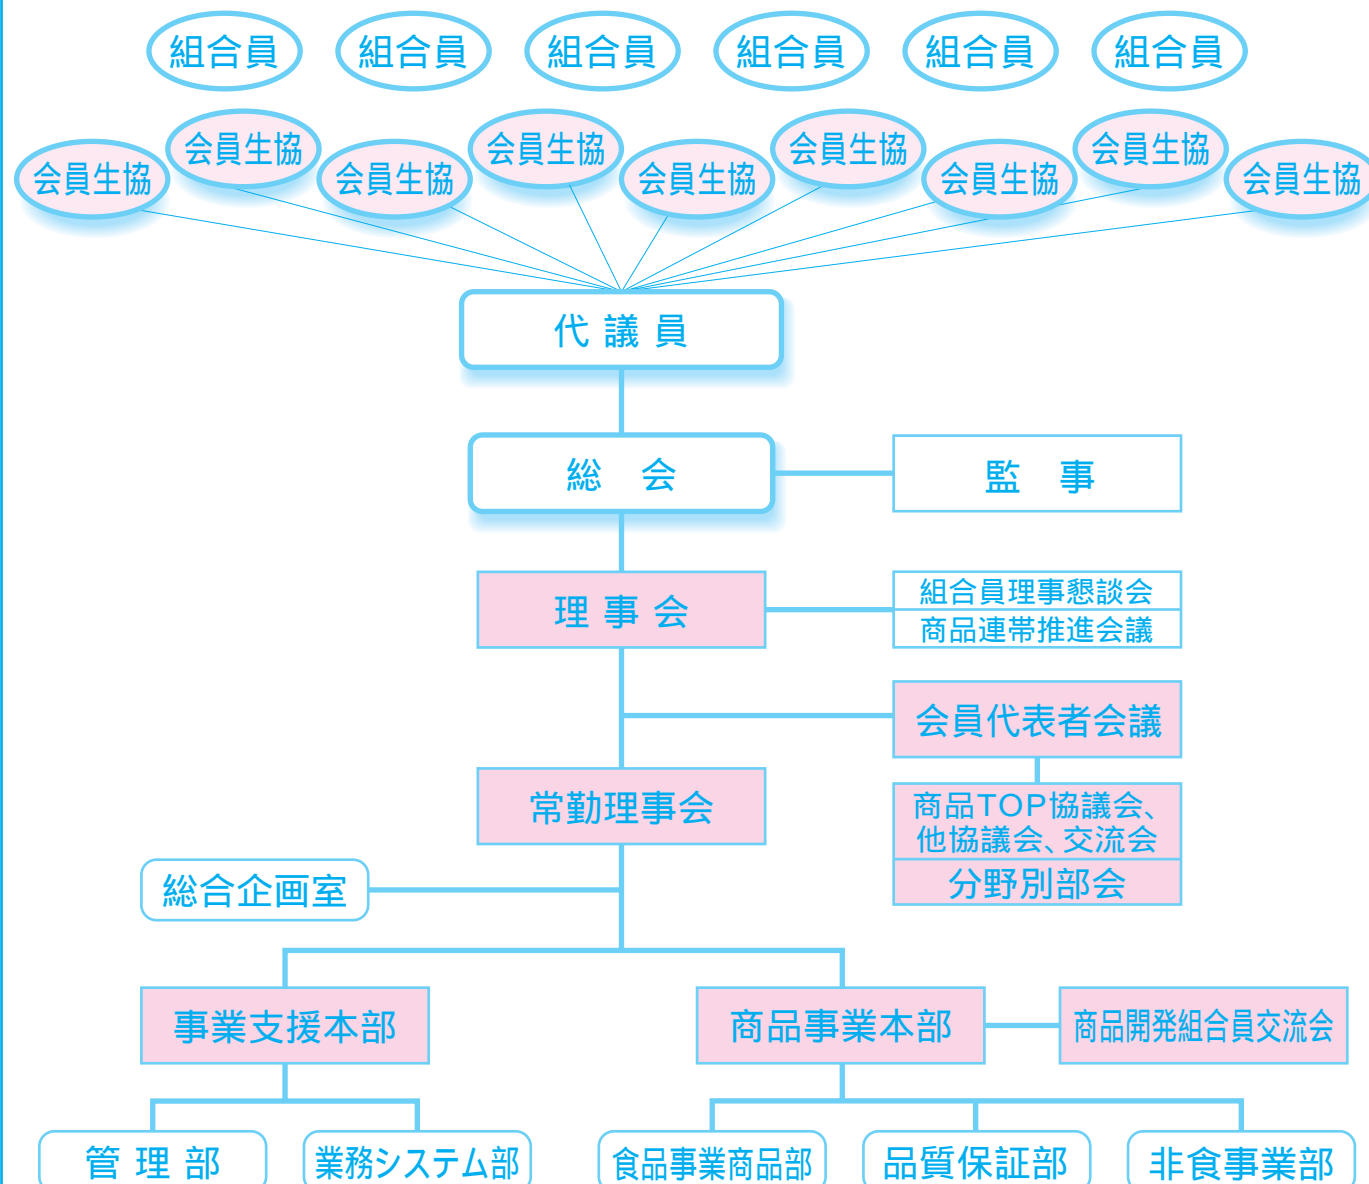 組合員 組合員 組合員 組合員 組合員 組合員
会員生協 会員生協 会員生協 会員生協 会員生協 会員生協 会員生協 会員生協 会員生協
代議員
総会 監事
理事会 組合員理事懇談会
商品連帯推進会議
会員代表者会議
常勤理事会 商品TOP協議会、
他協議会、交流会
分野別部会
総合企画室
事業支援本部 商品事業本部 商品開発組合員交流会
管理部 業務システム部 食品事業商品部 品質保証部 非食事業部